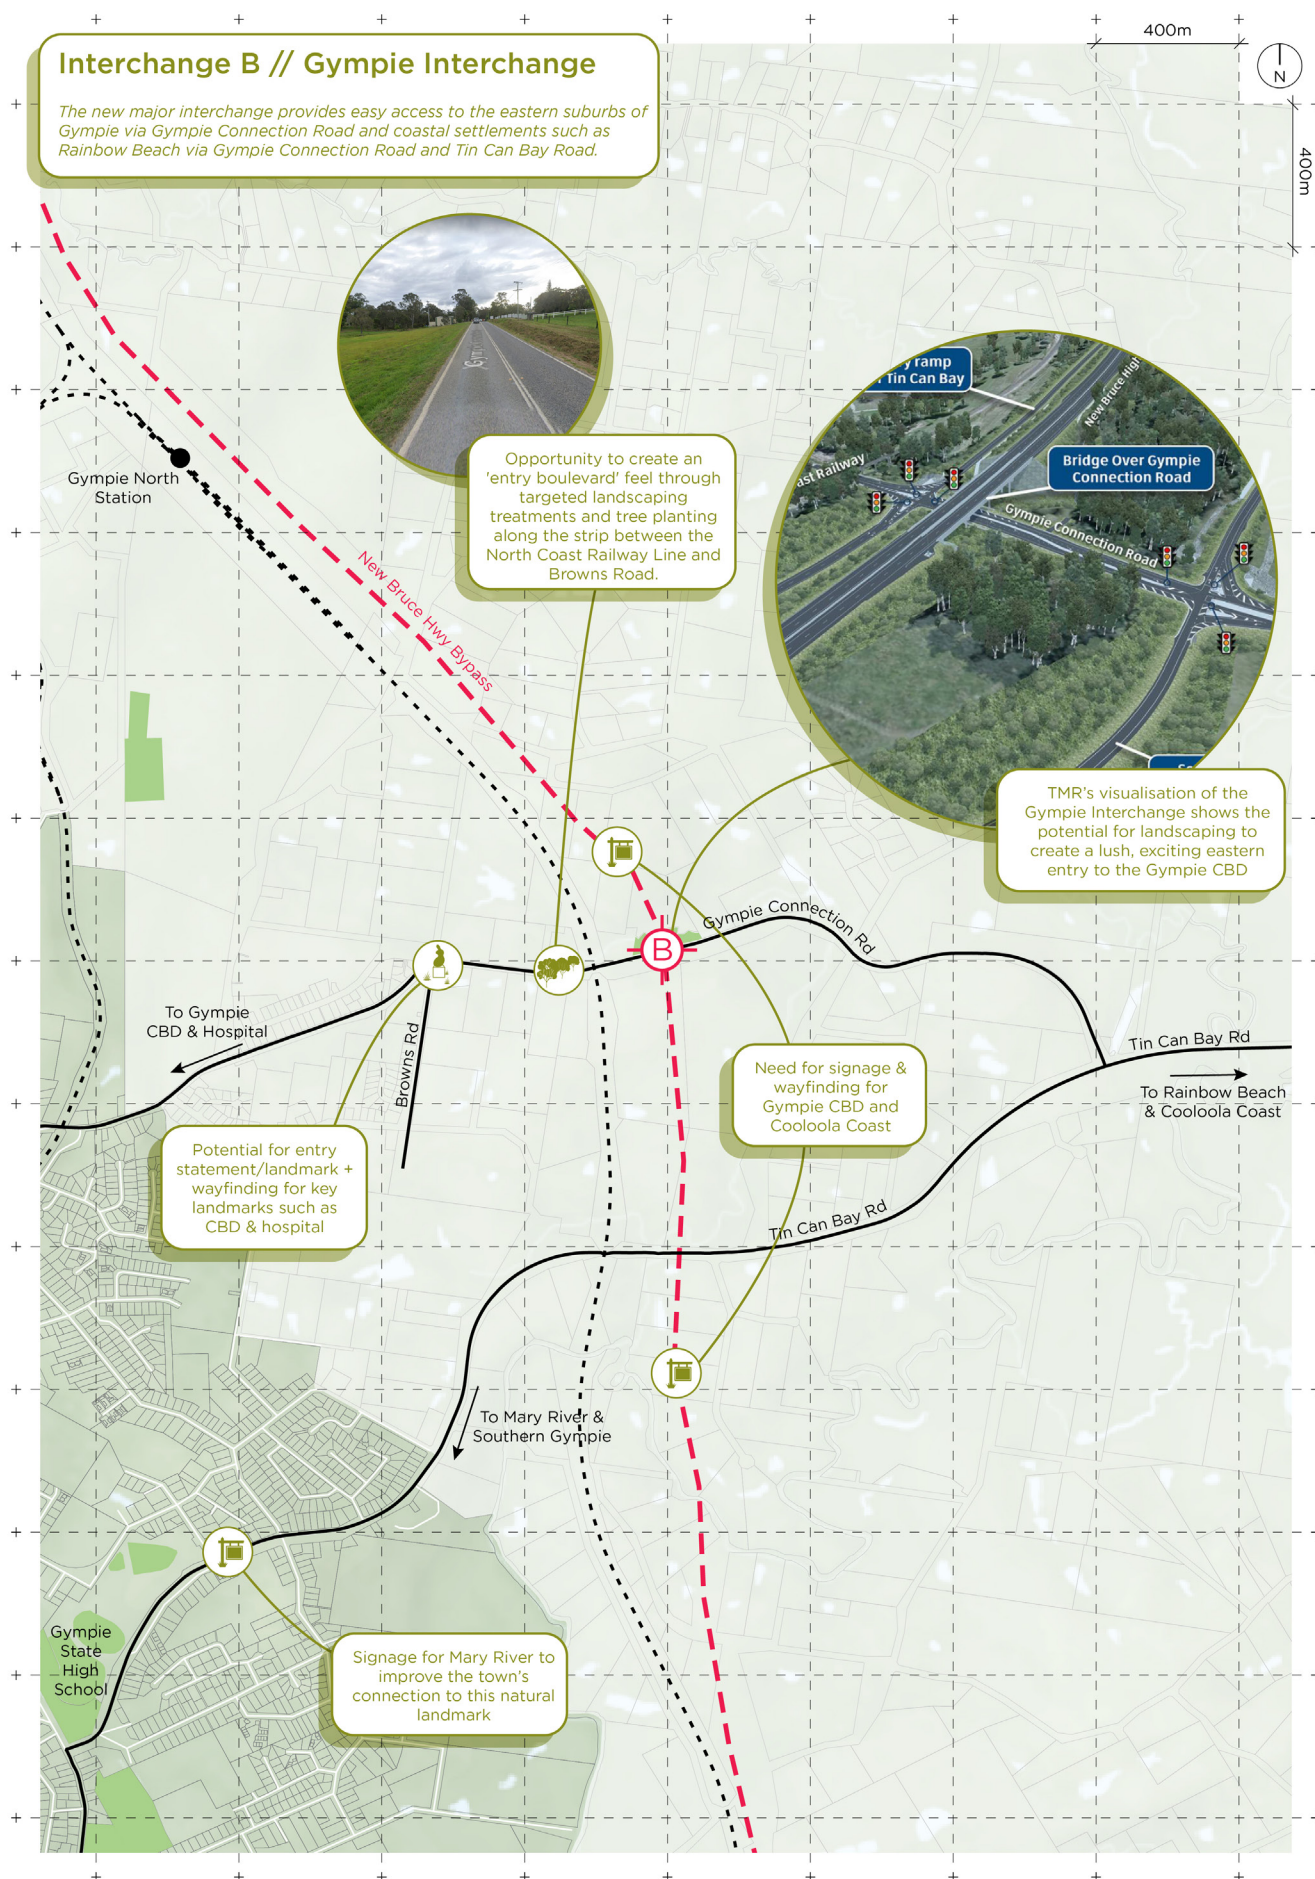 400m
Interchange B // Gympie Interchange
N
The new major interchange provides easy access to the eastern suburbs of
Gympie via Gympie Connection Road and coastal settlements such as
Rainbow Beach via Gympie Connection Road and Tin Can Bay Road.
400m
Gym
y ramp
Tin Can Bay
New Bruce High
Bridge Over Gympie
Connection Road
ast Railway
Gympie Connection Road
Gympie North
Station
Opportunity to create an
'entry boulevard' feel through
targeted landscaping
treatments and tree planting
along the strip between the
North Coast Railway Line and
Browns Road.
New Bruce Hwy Bypass
TMR's visualisation of the
Gympie Interchange shows the
potential for landscaping to
create a lush, exciting eastern
entry to the Gympie CBD
Gympie Connection Rd
B
To Gympie
CBD & Hospital
Browns Rd
Tin Can Bay Rd
To Rainbow Beach
& Cooloola Coast
Need for signage &
wayfinding for
Gympie CBD and
Cooloola Coast
Potential for entry
statement/landmark +
wayfinding for key
landmarks such as
CBD & hospital
Tin Can Bay Rd
To Mary River &
Southern Gympie
Gympie
State
High
School
Signage for Mary River to
improve the town's
connection to this natural
landmark